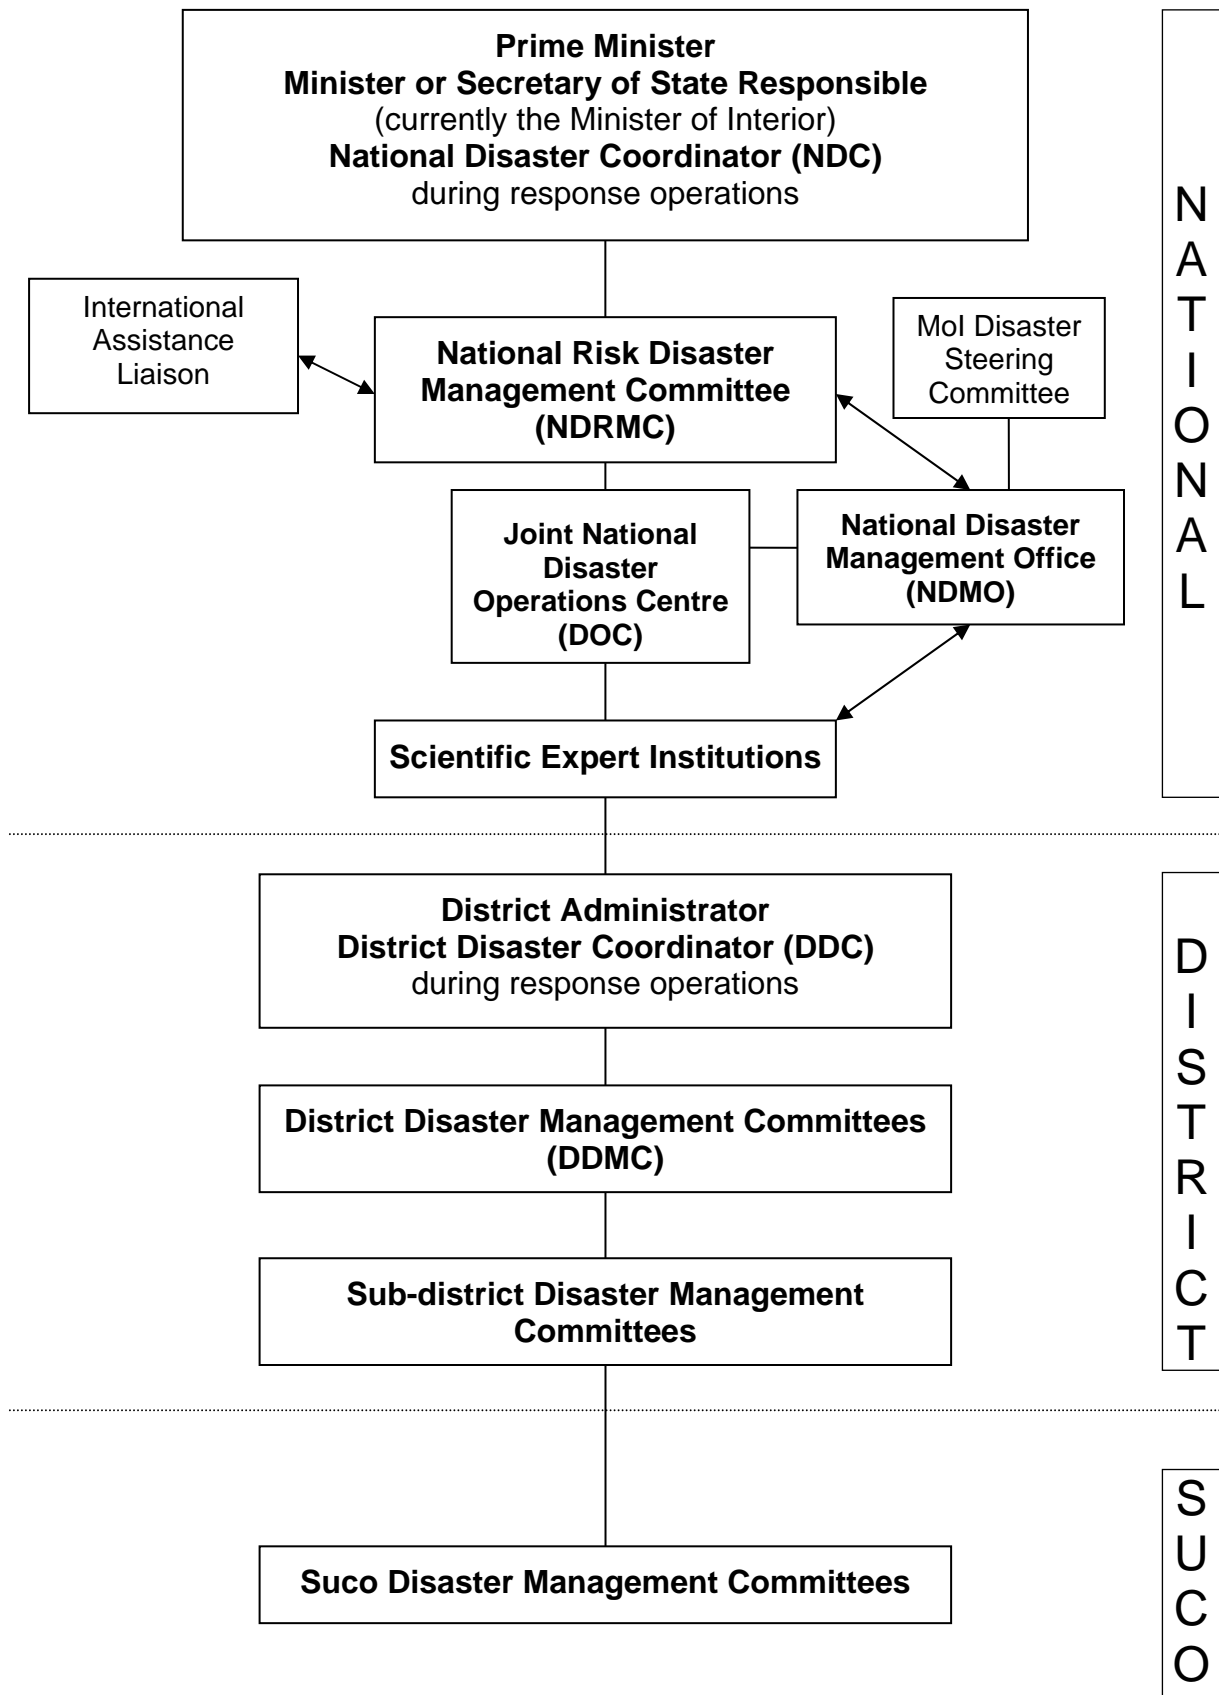 Prime Minister
Minister or Secretary of State Responsible
(currently the Minister of Interior)
National Disaster Coordinator (NDC)
during response operations
International
Assistance
Liaison
National Risk Disaster
Management Committee
(NDRMC)
MoI Disaster
Steering
Committee
Joint National
Disaster
Operations Centre
(DOC)
National Disaster
Management Office
(NDMO)
Scientific Expert Institutions
N
A
T
I
O
N
A
L
District Administrator
District Disaster Coordinator (DDC)
during response operations
District Disaster Management Committees
(DDMC)
Sub-district Disaster Management
Committees
D
I
S
T
R
I
C
T
Suco Disaster Management Committees
S
U
C
O